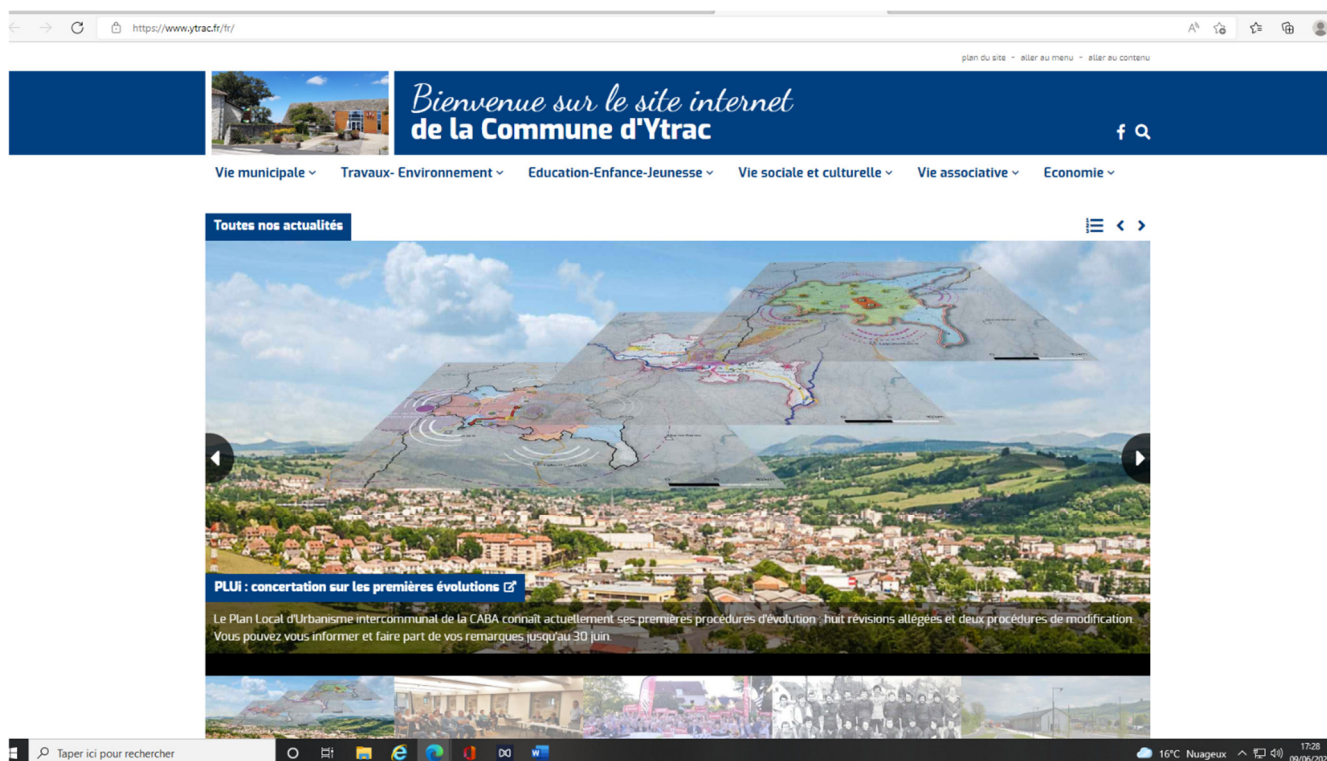 https://www.ytrac.fr/fr/
plan du site - aller au menu - aller au contenu
Bienvenue sur le site internet
de la Commune d'Ytrac
Vie municipale Travaux- Environnement Education-Enfance-Jeunesse Vie sociale et culturelle Vie associative Economie
Toutes nos actualités
PLUi : concertation sur les premières évolutions
Le Plan Local d'Urbanisme intercommunal de la CABA connaît actuellement ses premières procédures d'évolution : huit révisions allégées et deux procédures de modification.
Vous pouvez vous informer et faire part de vos remarques jusqu'au 30 juin.
Taper ici pour rechercher
16°C Nuageux
17:28
09/06/202